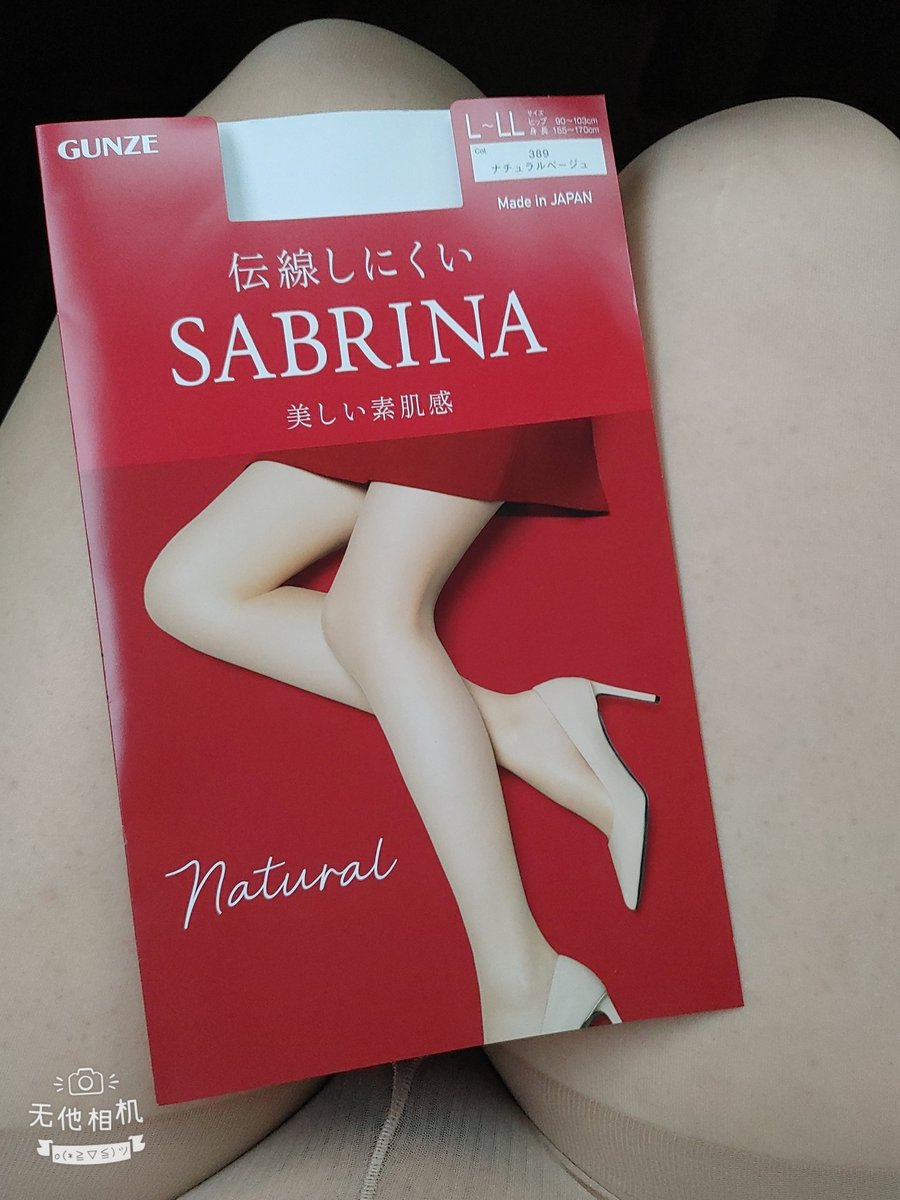 GUNZE
L~LL
サイズ
ヒップ 90~103cm
身長 155~170cm
Col
389
ナチュラルベージュ
Made in JAPAN
伝線しにくい
SABRINA
美しい素肌感
Natural
无他相机
o(*≧▽≦)ツ